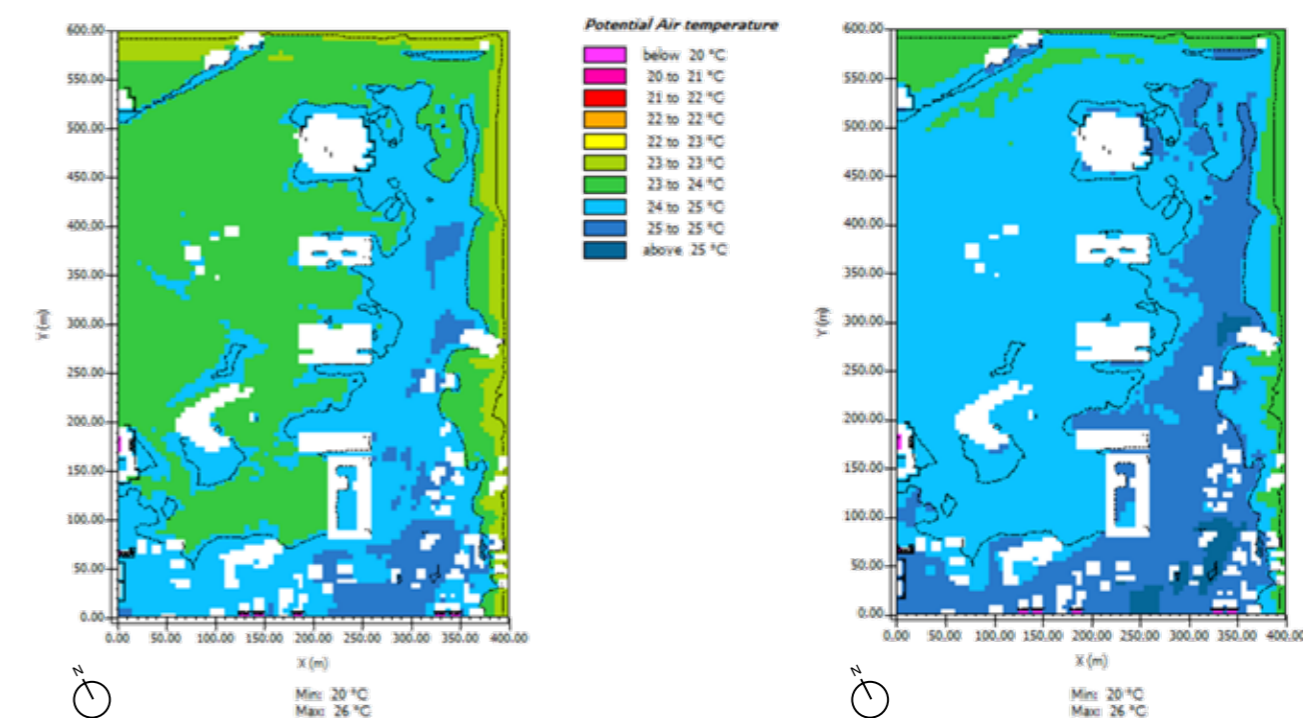 Potential Air temperature
below 20 °C
20 to 21 °C
21 to 22 °C
22 to 22 °C
22 to 23 °C
23 to 23 °C
23 to 24 °C
24 to 25 °C
25 to 25 °C
above 25 °C
600.00
550.00
500.00
450.00
400.00
350.00
300.00
250.00
200.00
150.00
100.00
50.00
0.00
Y (m)
0.00 50.00 100.00 150.00 200.00 250.00 300.00 350.00 400.00
X (m)
N
Min: 20 °C
Max: 26 °C
600.00
550.00
500.00
450.00
400.00
350.00
300.00
250.00
200.00
150.00
100.00
50.00
0.00
Y (m)
0.00 50.00 100.00 150.00 200.00 250.00 300.00 350.00 400.00
X (m)
N
Min: 20 °C
Max: 26 °C